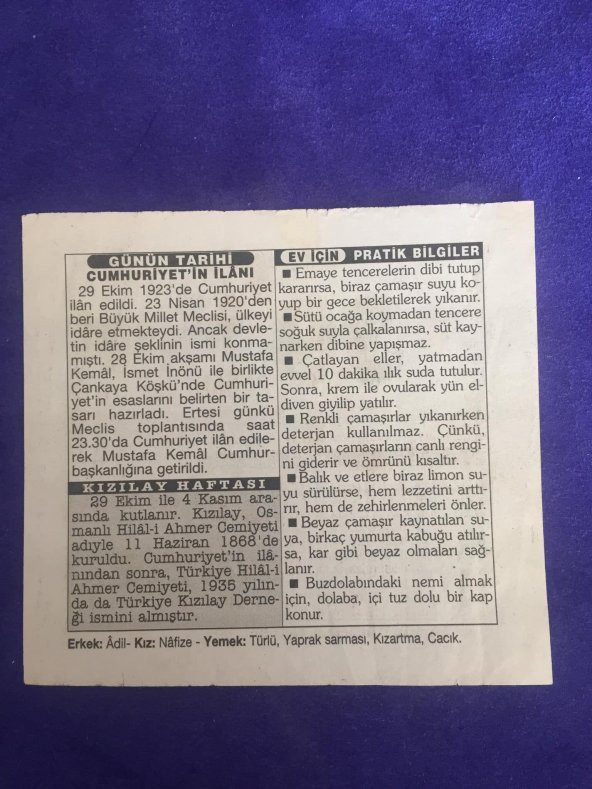 GÜNÜN TARİHİ
CUMHURİYET'İN İLÂNI
29 Ekim 1923'de Cumhuriyet
ilân edildi. 23 Nisan 1920'den
beri Büyük Millet Meclisi, ülkeyi
idâre etmekteydi. Ancak devle-
tin idâre şeklinin ismi konma-
mıştı. 28 Ekim akşamı Mustafa
Kemâl, İsmet İnönü ile birlikte
Çankaya Köşkü'nde Cumhuri-
yet'in esaslarını belirten bir ta-
sarı hazırladı. Ertesi günkü
Meclis toplantısında saat
23.30'da Cumhuriyet ilân edile-
rek Mustafa Kemâl Cumhur-
başkanlığına getirildi.
KIZILAY HAFTASI
29 Ekim ile 4 Kasım ara-
sında kutlanır. Kızılay, Os-
manlı Hilâl-i Ahmer Cemiyeti
adıyle 11 Haziran 1868'de
kuruldu. Cumhuriyet'in ilâ-
nından sonra, Türkiye Hilâl-i
Ahmer Cemiyeti, 1935 yılın-
da da Türkiye Kızılay Derne-
ği ismini almıştır.
EV İÇİN PRATİK BİLGİLER
■ Emaye tencerelerin dibi tutup
kararırsa, biraz çamaşır suyu ko-
yup bir gece bekletilerek yıkanır.
■ Sütü ocağa koymadan tencere
soğuk suyla çalkalanırsa, süt kay-
narken dibine yapışmaz.
■ Çatlayan eller, yatmadan
evvel 10 dakika ılık suda tutulur.
Sonra, krem ile ovularak yün el-
diven giyilip yatılır.
■ Renkli çamaşırlar yıkanırken
deterjan kullanılmaz. Çünkü,
deterjan çamaşırların canlı rengi-
ni giderir ve ömrünü kısaltır.
■ Balık ve etlere biraz limon su-
yu sürülürse, hem lezzetini arttı-
rır, hem de zehirlenmeleri önler.
■ Beyaz çamaşır kaynatılan su-
ya, birkaç yumurta kabuğu atılır-
sa, kar gibi beyaz olmaları sağ-
lanır.
■ Buzdolabındaki nemi almak
için, dolaba, içi tuz dolu bir kap
konur.
Erkek: Âdil- Kız: Nâfize - Yemek: Türlü, Yaprak sarması, Kızartma, Cacık.